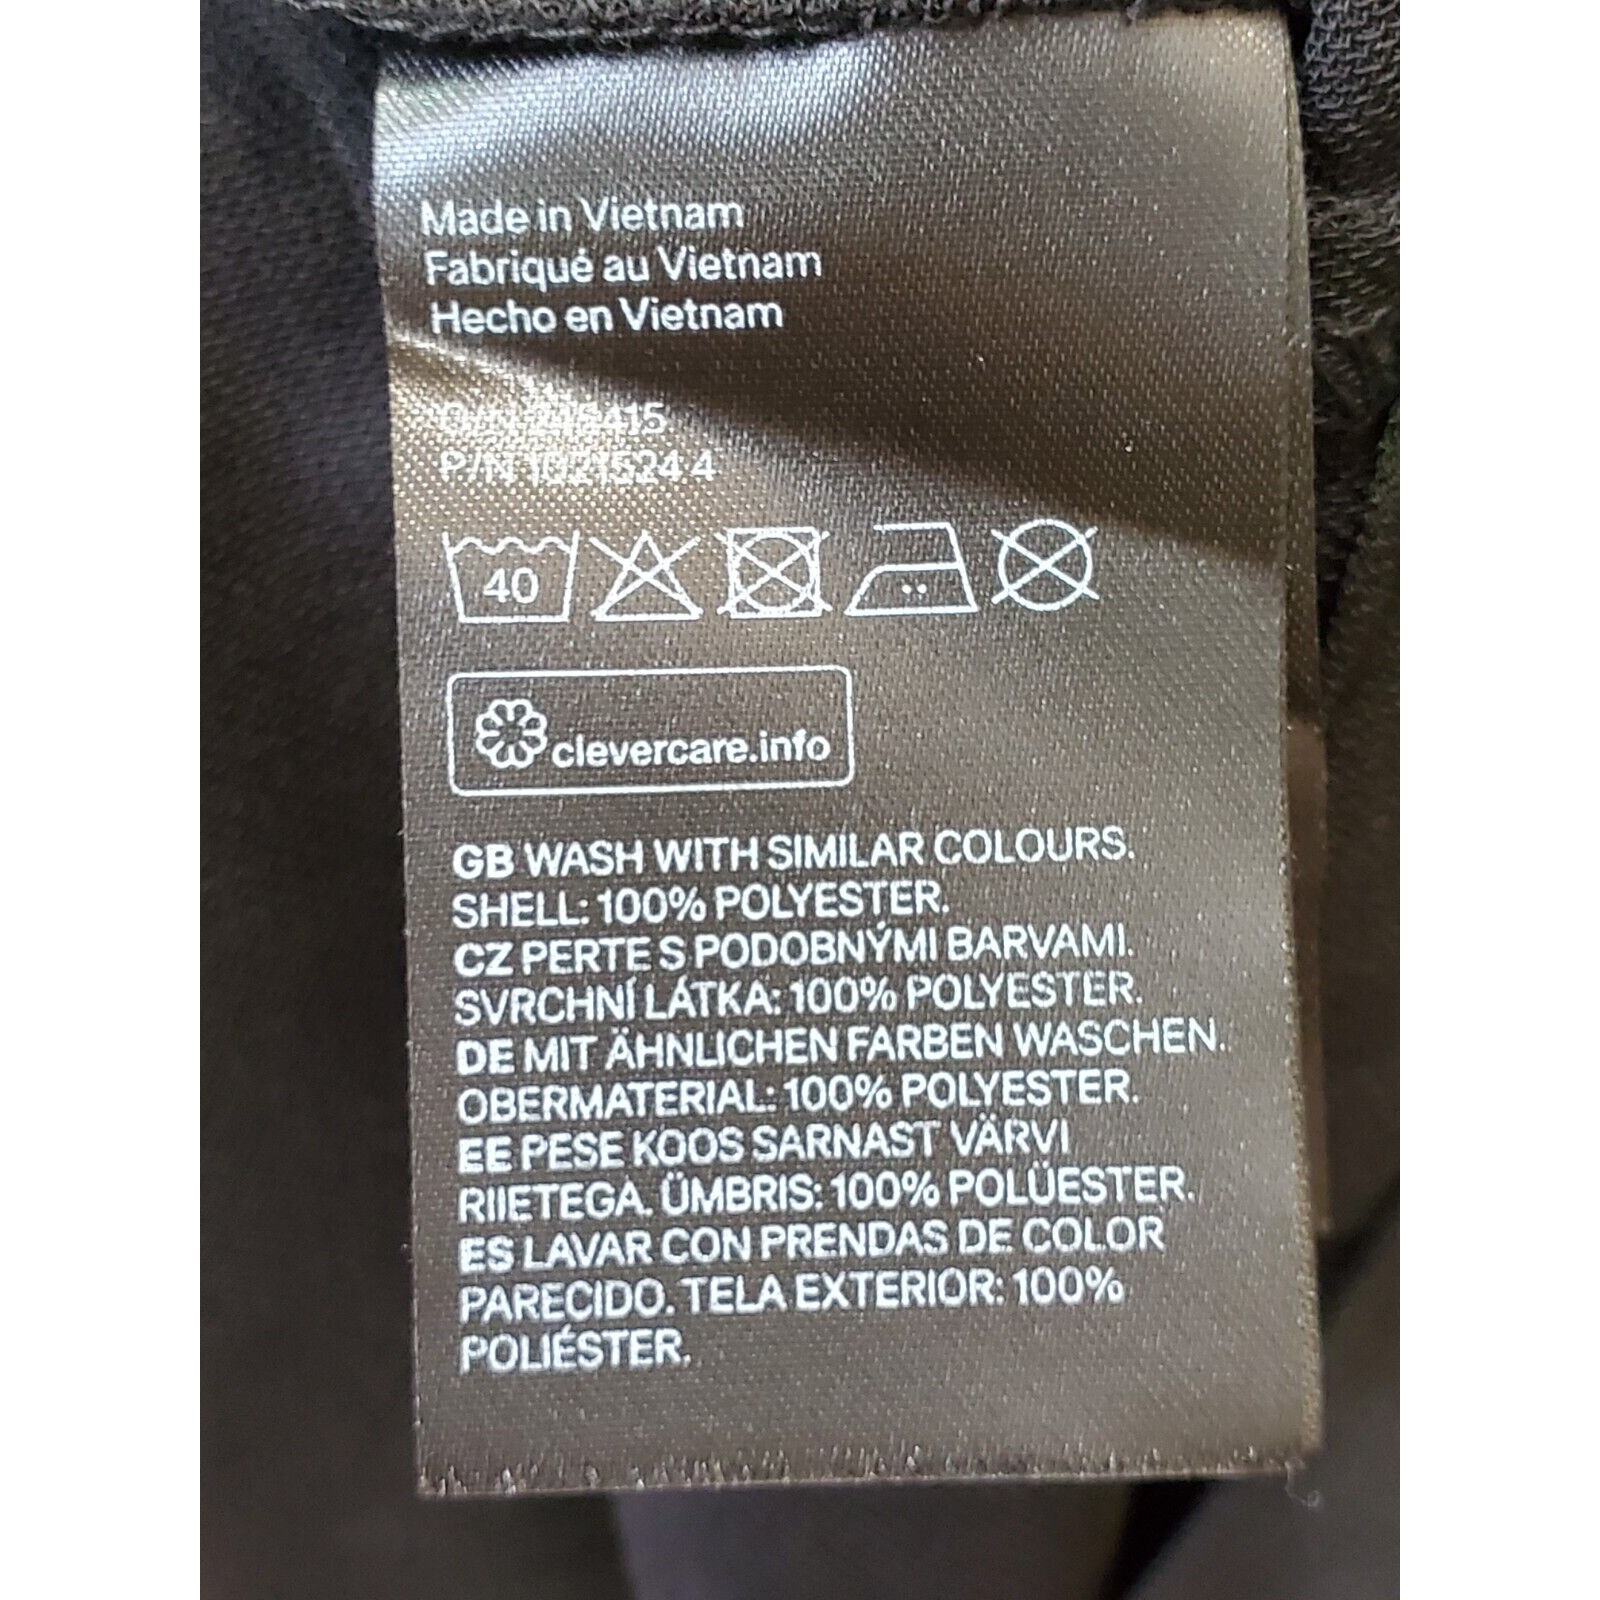 Made in Vietnam
Fabriqué au Vietnam
Hecho en Vietnam
P/N
40
clevercare.info
GB WASH WITH SIMILAR COLOURS.
SHELL: 100% POLYESTER.
CZ PERTE S PODOBNÝMI BARVAMI.
SVRCHNÍ LÁTKA: 100% POLYESTER.
DE MIT ÄHNLICHEN FARBEN WASCHEN.
OBERMATERIAL: 100% POLYESTER.
EE PESE KOOS SARNAST VÄRVI
RIIETEGA. ÜMBRIS: 100% POLÜESTER.
ES LAVAR CON PRENDAS DE COLOR
PARECIDO. TELA EXTERIOR: 100%
POLIÉSTER.